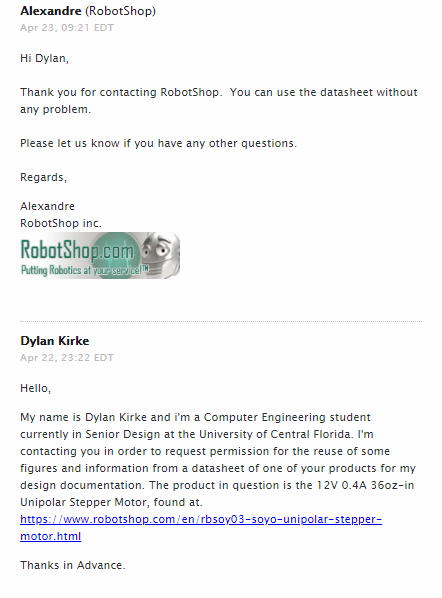 Alexandre (RobotShop)
Apr 23, 09:21 EDT
Hi Dylan,
Thank you for contacting RobotShop.  You can use the datasheet without
any problem.
Please let us know if you have any other questions.
Regards,
Alexandre
RobotShop inc.
RobotShop.com
Putting Robotics at your service!™
Dylan Kirke
Apr 22, 23:22 EDT
Hello,
My name is Dylan Kirke and i'm a Computer Engineering student
currently in Senior Design at the University of Central Florida. I'm
contacting you in order to request permission for the reuse of some
figures and information from a datasheet of one of your products for my
design documentation. The product in question is the 12V 0.4A 36oz-in
Unipolar Stepper Motor, found at.
https://www.robotshop.com/en/rbsoy03-soyo-unipolar-stepper-
motor.html
Thanks in Advance.